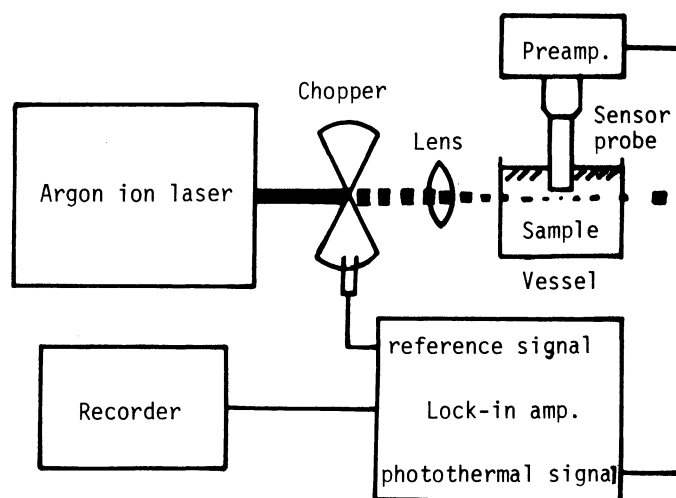 Preamp.
Chopper
Sensor
probe
Lens
Argon ion laser
Sample
Vessel
reference signal
Recorder
Lock-in amp.
photothermal signal